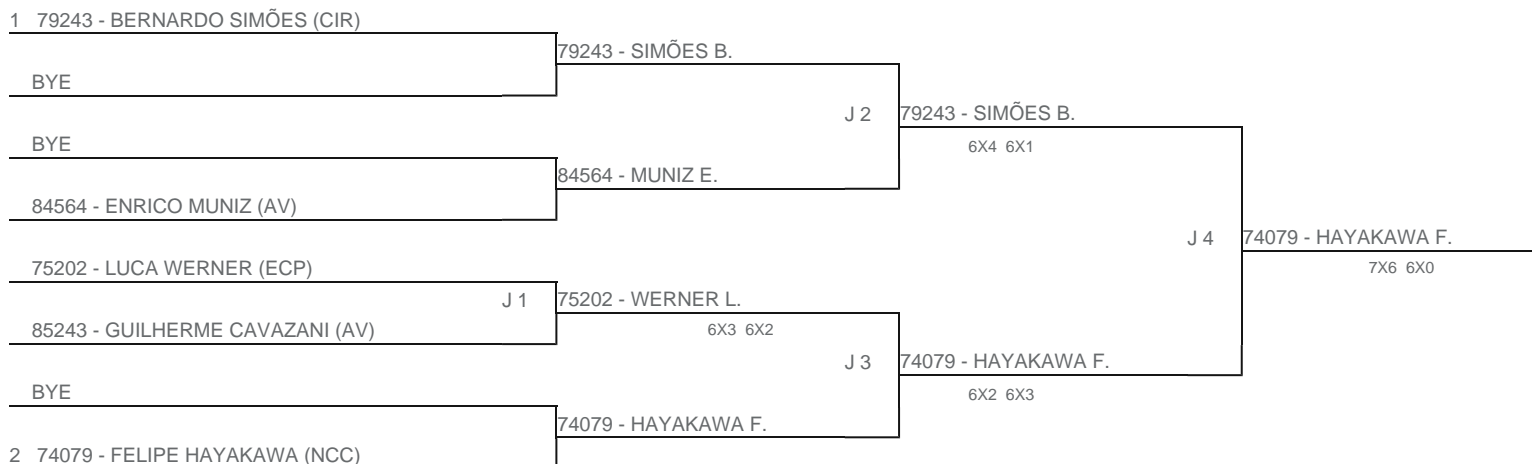 1 79243 - BERNARDO SIMÕES (CIR)
79243 - SIMÕES B.
BYE
J 2
79243 - SIMÕES B.
6X4 6X1
BYE
84564 - MUNIZ E.
84564 - ENRICO MUNIZ (AV)
J 4
74079 - HAYAKAWA F.
7X6 6X0
75202 - LUCA WERNER (ECP)
J 1
75202 - WERNER L.
6X3 6X2
85243 - GUILHERME CAVAZANI (AV)
J 3
74079 - HAYAKAWA F.
6X2 6X3
BYE
74079 - HAYAKAWA F.
2 74079 - FELIPE HAYAKAWA (NCC)